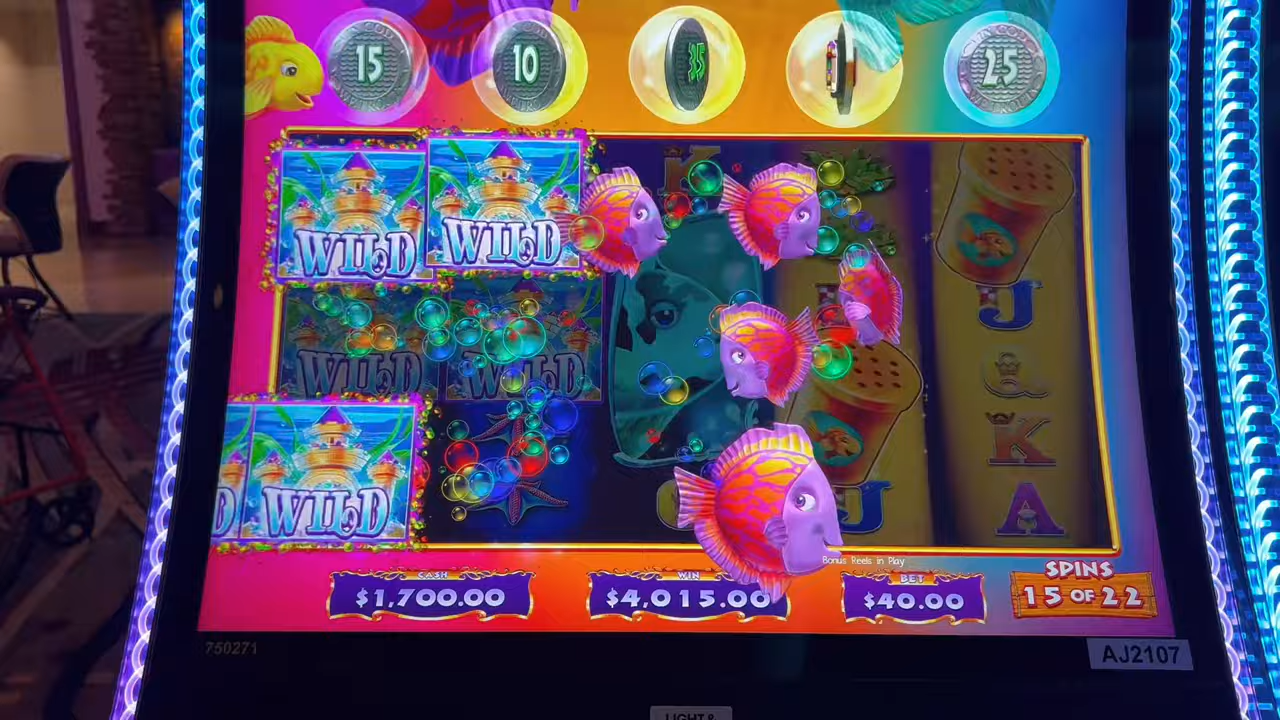 15
10
35
25
WILD
WILD
K
WILD
WILD
J
K
WILD
J
A
Bonus Reels in Play
CASH
$1,700.00
WIN
$4,015.00
BET
$40.00
SPINS
15 OF 22
750271
AJ2107